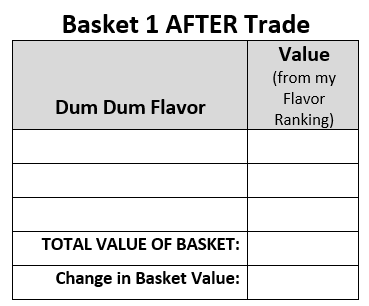 Basket 1 AFTER Trade
Dum Dum Flavor
Value
(from my
Flavor
Ranking)
TOTAL VALUE OF BASKET:
Change in Basket Value: